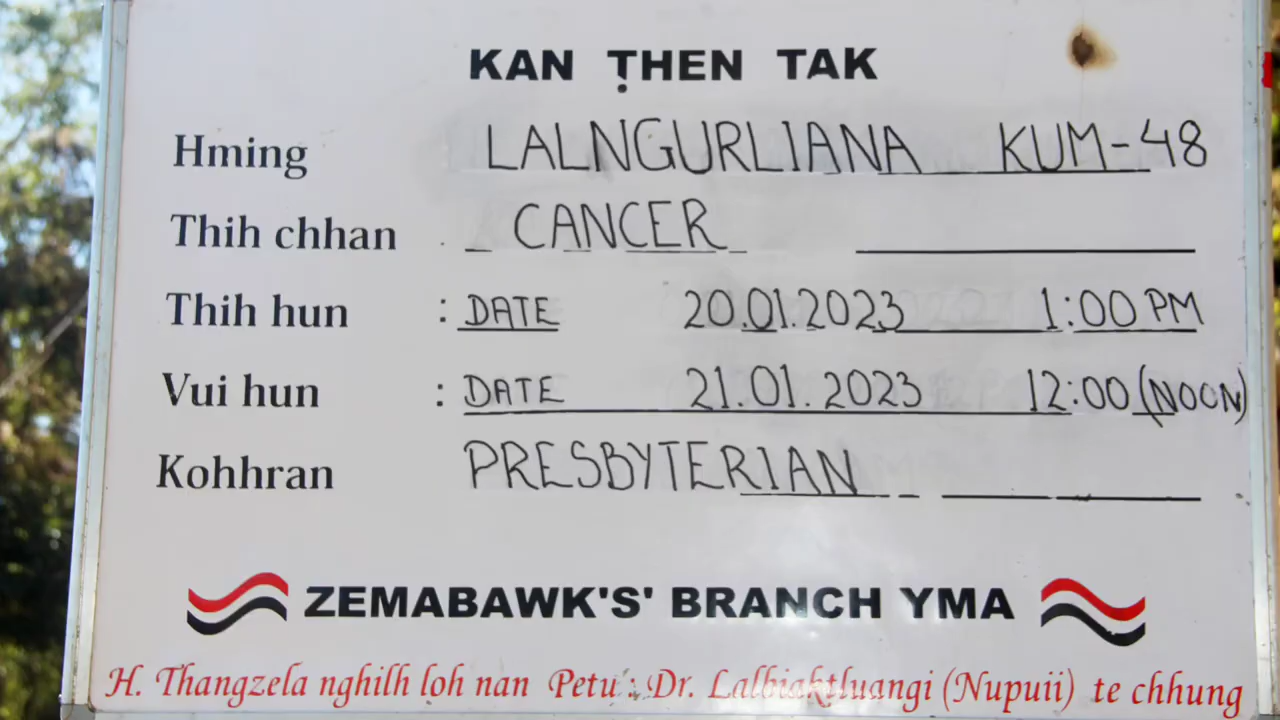 KAN ṬHEN TAK
Hming LALNGURLIANA KUM-48
Thih chhan CANCER
Thih hun : DATE 20.01.2023 1:00 PM
Vui hun : DATE 21.01.2023 12:00 (NOON)
Kohhran PRESBYTERIAN
ZEMABAWK'S' BRANCH YMA
H. Thangzela nghilh loh nan Petu : Dr. Lalbiaktluangi (Nupuii) te chhung